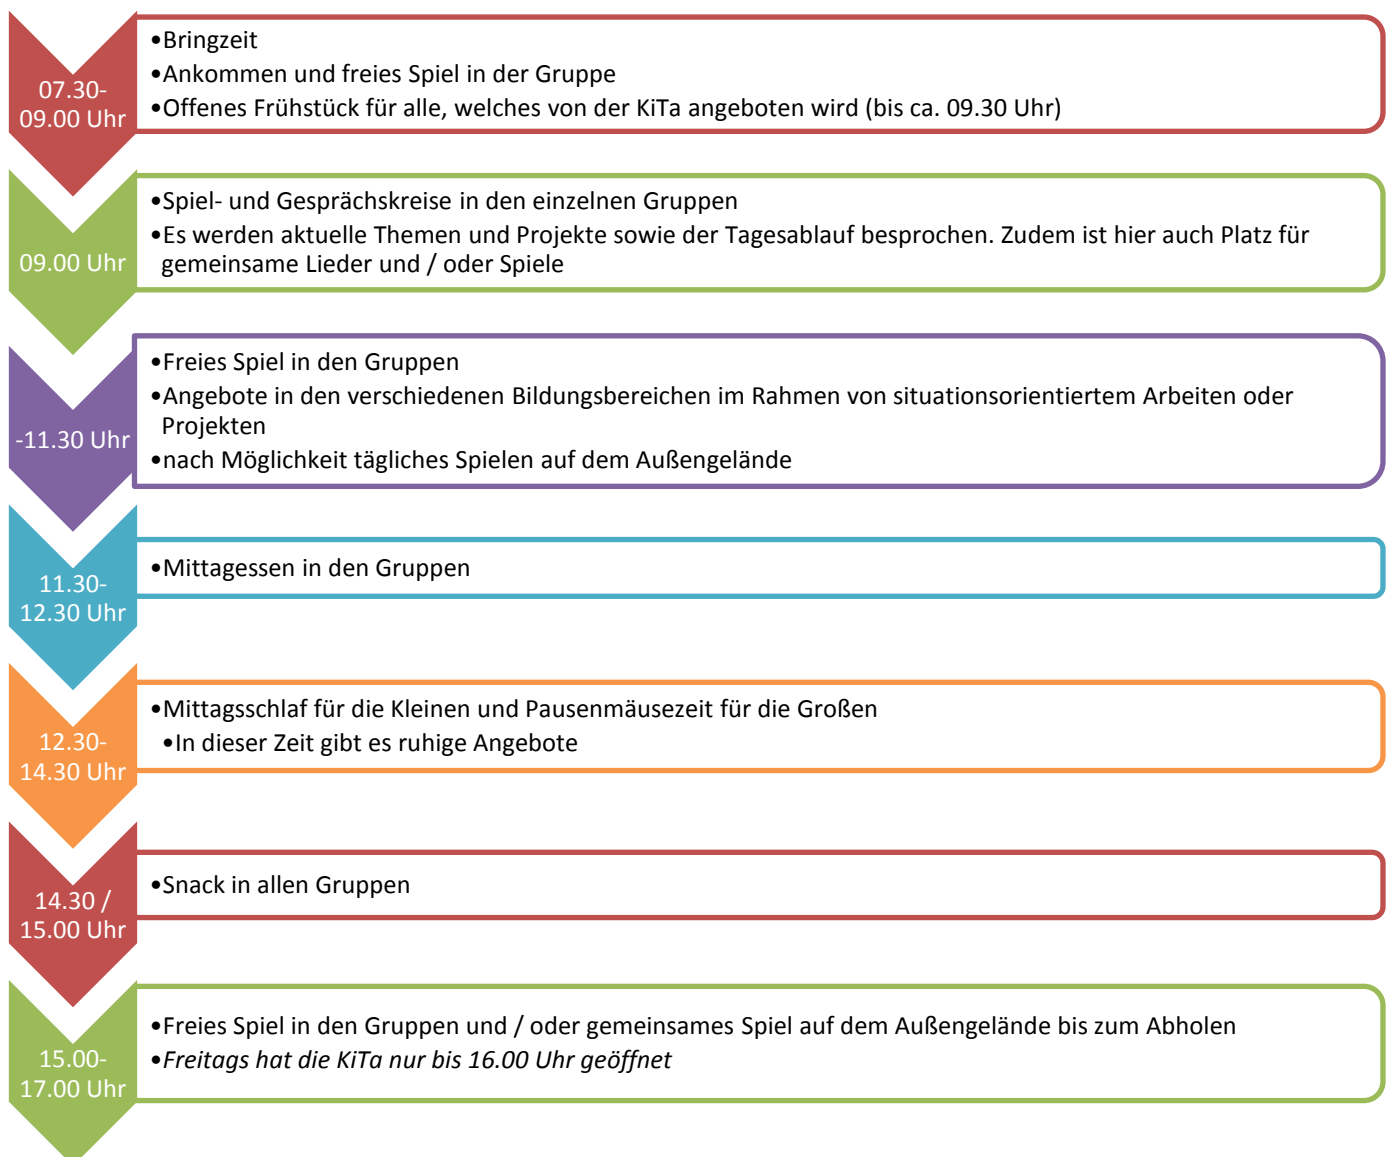 07.30-
09.00 Uhr
•Bringzeit
•Ankommen und freies Spiel in der Gruppe
•Offenes Frühstück für alle, welches von der KiTa angeboten wird (bis ca. 09.30 Uhr)
09.00 Uhr
•Spiel- und Gesprächskreise in den einzelnen Gruppen
•Es werden aktuelle Themen und Projekte sowie der Tagesablauf besprochen. Zudem ist hier auch Platz für
gemeinsame Lieder und / oder Spiele
-11.30 Uhr
•Freies Spiel in den Gruppen
•Angebote in den verschiedenen Bildungsbereichen im Rahmen von situationsorientiertem Arbeiten oder
Projekten
•nach Möglichkeit tägliches Spielen auf dem Außengelände
11.30-
12.30 Uhr
•Mittagessen in den Gruppen
12.30-
14.30 Uhr
•Mittagsschlaf für die Kleinen und Pausenmäusezeit für die Großen
•In dieser Zeit gibt es ruhige Angebote
14.30 /
15.00 Uhr
•Snack in allen Gruppen
15.00-
17.00 Uhr
•Freies Spiel in den Gruppen und / oder gemeinsames Spiel auf dem Außengelände bis zum Abholen
•Freitags hat die KiTa nur bis 16.00 Uhr geöffnet